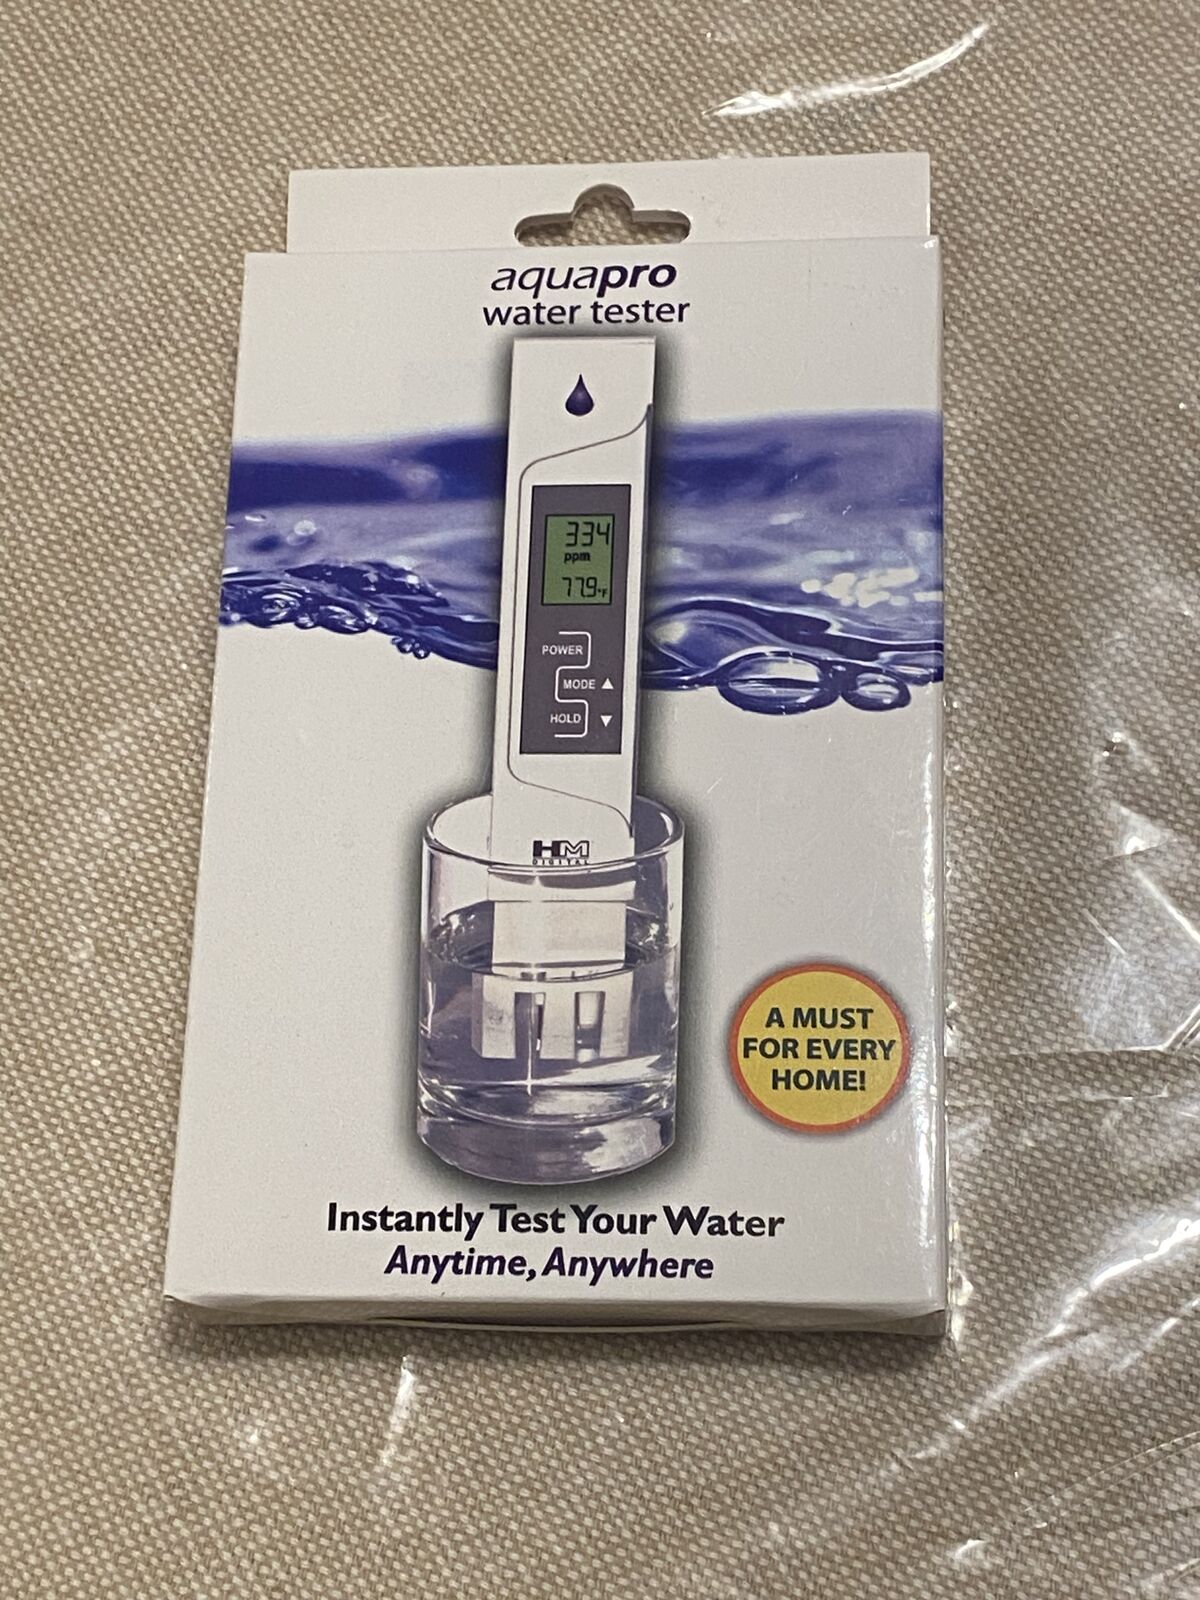 aquapro
water tester
334
ppm
77.9°F
POWER
MODE ▲
HOLD ▼
HM
DIGITAL
A MUST
FOR EVERY
HOME!
Instantly Test Your Water
Anytime, Anywhere